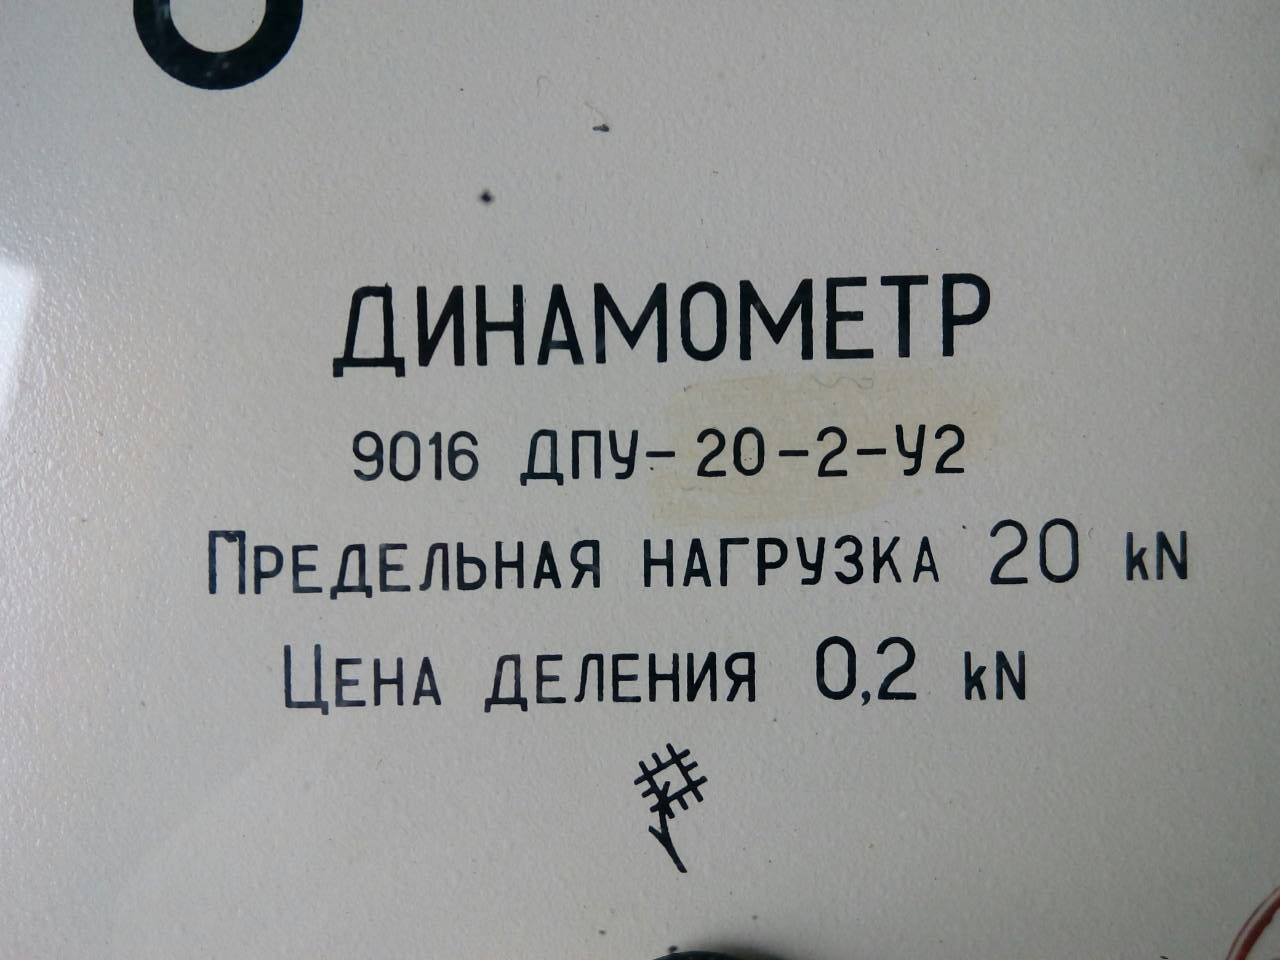 ДИНАМОМЕТР
9016 ДПУ-20-2-У2
ПРЕДЕЛЬНАЯ НАГРУЗКА 20 kN
ЦЕНА ДЕЛЕНИЯ 0,2 kN